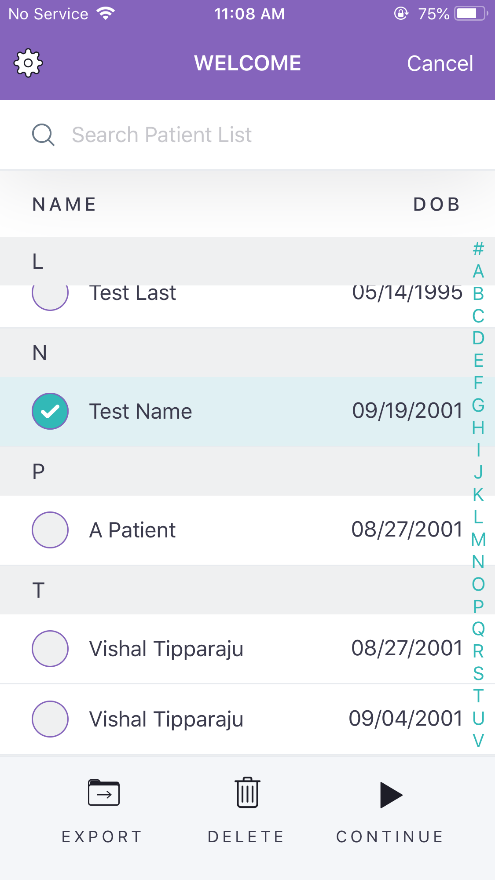 No Service 11:08 AM 75%
WELCOME Cancel
Search Patient List
NAME DOB
L
Test Last 05/14/1995
N
Test Name 09/19/2001
P
A Patient 08/27/2001
T
Vishal Tipparaju 08/27/2001
Vishal Tipparaju 09/04/2001
#
A
B
C
D
E
F
G
H
I
J
K
L
M
N
O
P
Q
R
S
T
U
V
EXPORT DELETE CONTINUE